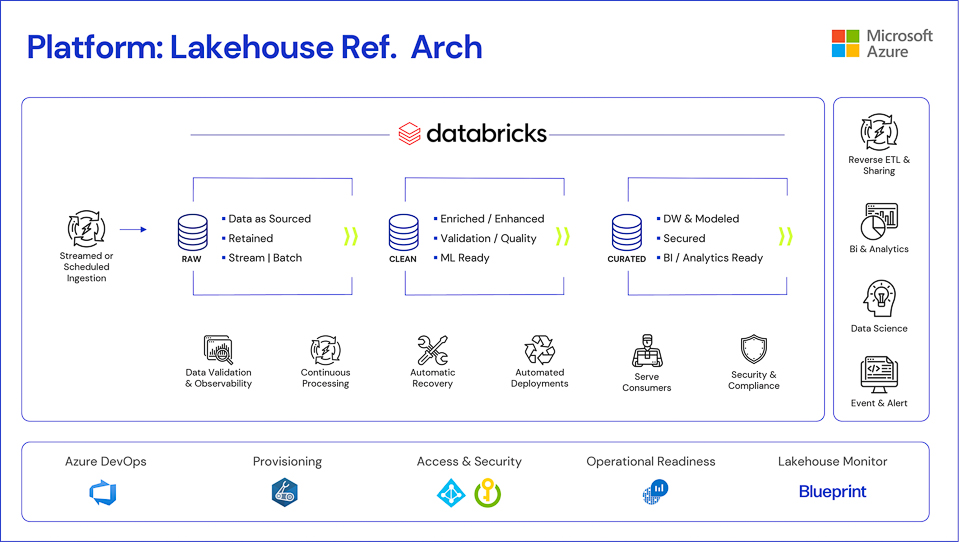 Platform: Lakehouse Ref. Arch
Microsoft
Azure
databricks
Streamed or
Scheduled
Ingestion
RAW
Data as Sourced
Retained
Stream | Batch
CLEAN
Enriched / Enhanced
Validation / Quality
ML Ready
CURATED
DW & Modeled
Secured
BI / Analytics Ready
Data Validation
& Observability
Continuous
Processing
Automatic
Recovery
Automated
Deployments
Serve
Consumers
Security &
Compliance
Reverse ETL &
Sharing
Bi & Analytics
Data Science
Event & Alert
Azure DevOps
Provisioning
Access & Security
Operational Readiness
Lakehouse Monitor
Blueprint